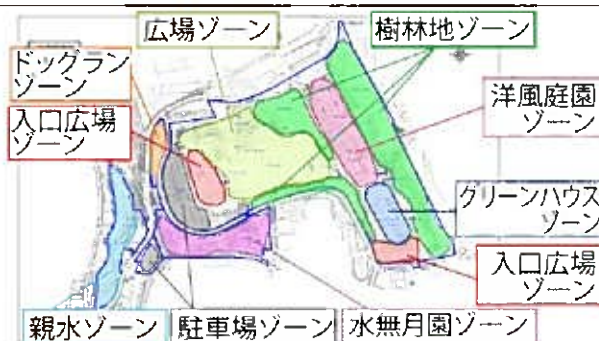 広場ゾーン
樹林地ゾーン
ドッグラン
ゾーン
洋風庭園
ゾーン
入口広場
ゾーン
グリーンハウス
ゾーン
入口広場
ゾーン
親水ゾーン
駐車場ゾーン
水無月園ゾーン